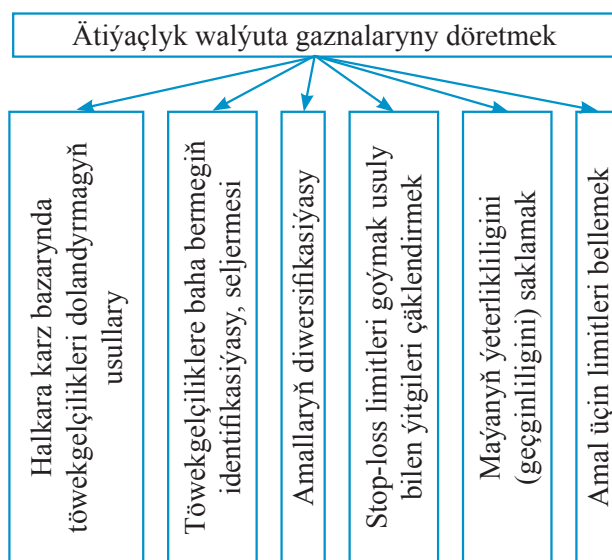 Ätiýaçlyk walýuta gaznalaryny döretmek
Halkara karz bazarynda
töwekgelçilikleri dolandyrmagyň
usullary
Töwekgelçiliklere baha bermegiň
identifikasiýasy, seljermesi
Amallaryň diwersifikasiýasy
Stop-loss limitleri goýmak usuly
bilen ýitgileri çäklendirmek
Maýanyň ýeterlikliligini
(geçginliligini) saklamak
Amal üçin limitleri bellemek